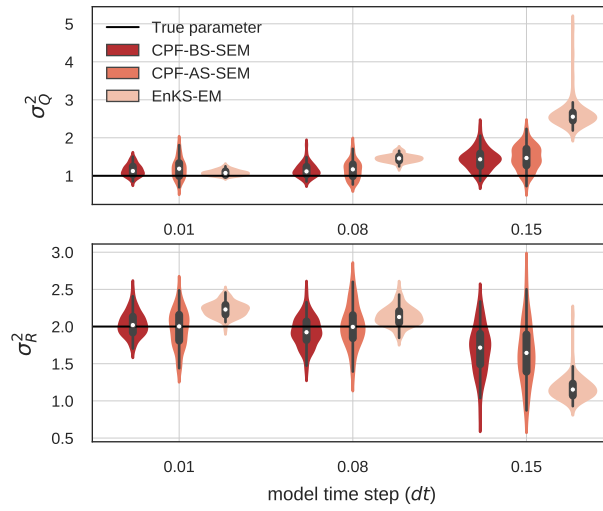 True parameter
CPF-BS-SEM
CPF-AS-SEM
EnKS-EM
5
4
3
2
1
σ²_Q
0.01 0.08 0.15
3.0
2.5
2.0
1.5
1.0
0.5
σ²_R
0.01 0.08 0.15
model time step (dt)